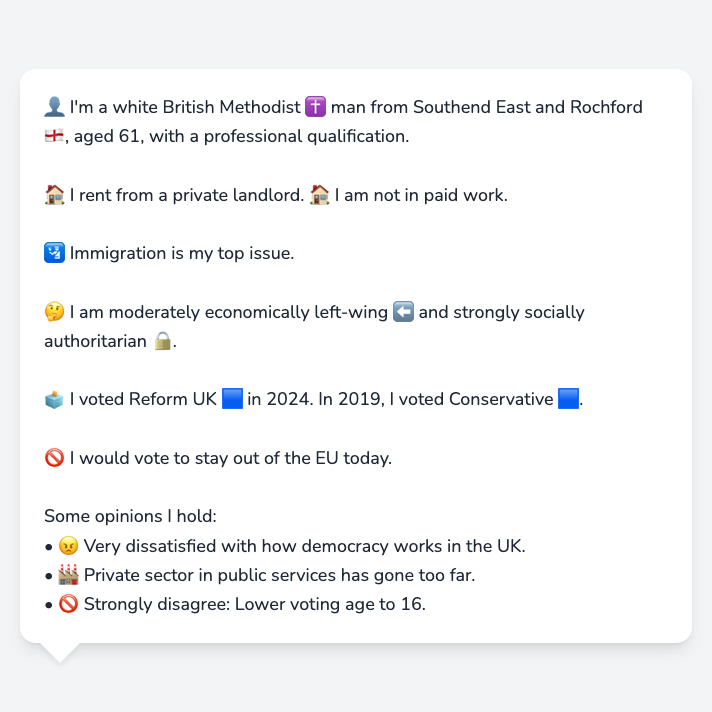 👤 I'm a white British Methodist ✝️ man from Southend East and Rochford
🏴󠁧󠁢󠁥󠁮󠁧󠁿, aged 61, with a professional qualification.
🏠 I rent from a private landlord. 🏠 I am not in paid work.
🛂 Immigration is my top issue.
🤔 I am moderately economically left-wing ⬅️ and strongly socially
authoritarian 🔒.
🗳️ I voted Reform UK 🟦 in 2024. In 2019, I voted Conservative 🟦.
🚫 I would vote to stay out of the EU today.
Some opinions I hold:
• 😠 Very dissatisfied with how democracy works in the UK.
• 🏭 Private sector in public services has gone too far.
• 🚫 Strongly disagree: Lower voting age to 16.